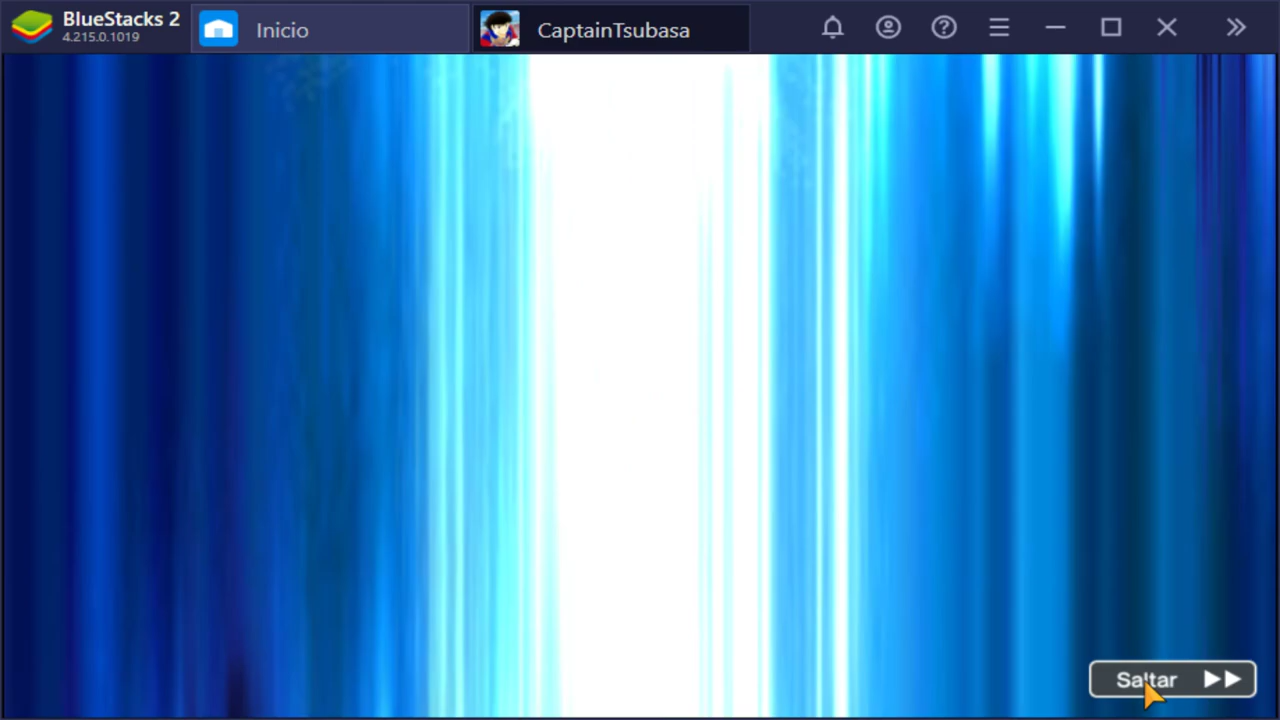 BlueStacks 2
4.215.0.1019
Inicio
CaptainTsubasa
Saltar